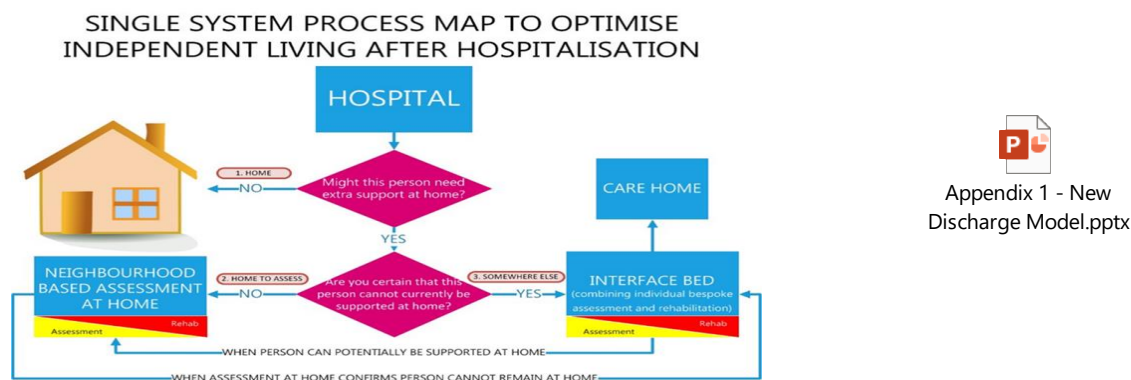 SINGLE SYSTEM PROCESS MAP TO OPTIMISE
INDEPENDENT LIVING AFTER HOSPITALISATION
HOSPITAL
1. HOME
NO
Might this person need
extra support at home?
CARE HOME
P
Appendix 1 - New
Discharge Model.pptx
YES
NEIGHBOURHOOD
BASED ASSESSMENT
AT HOME
Assessment
Rehab
2. HOME TO ASSESS
NO
Are you certain that this
person cannot currently be
supported at home?
3. SOMEWHERE ELSE
YES
INTERFACE BED
(combining individual bespoke
assessment and rehabilitation)
Assessment
Rehab
WHEN PERSON CAN POTENTIALLY BE SUPPORTED AT HOME
WHEN ASSESSMENT AT HOME CONFIRMS PERSON CANNOT REMAIN AT HOME